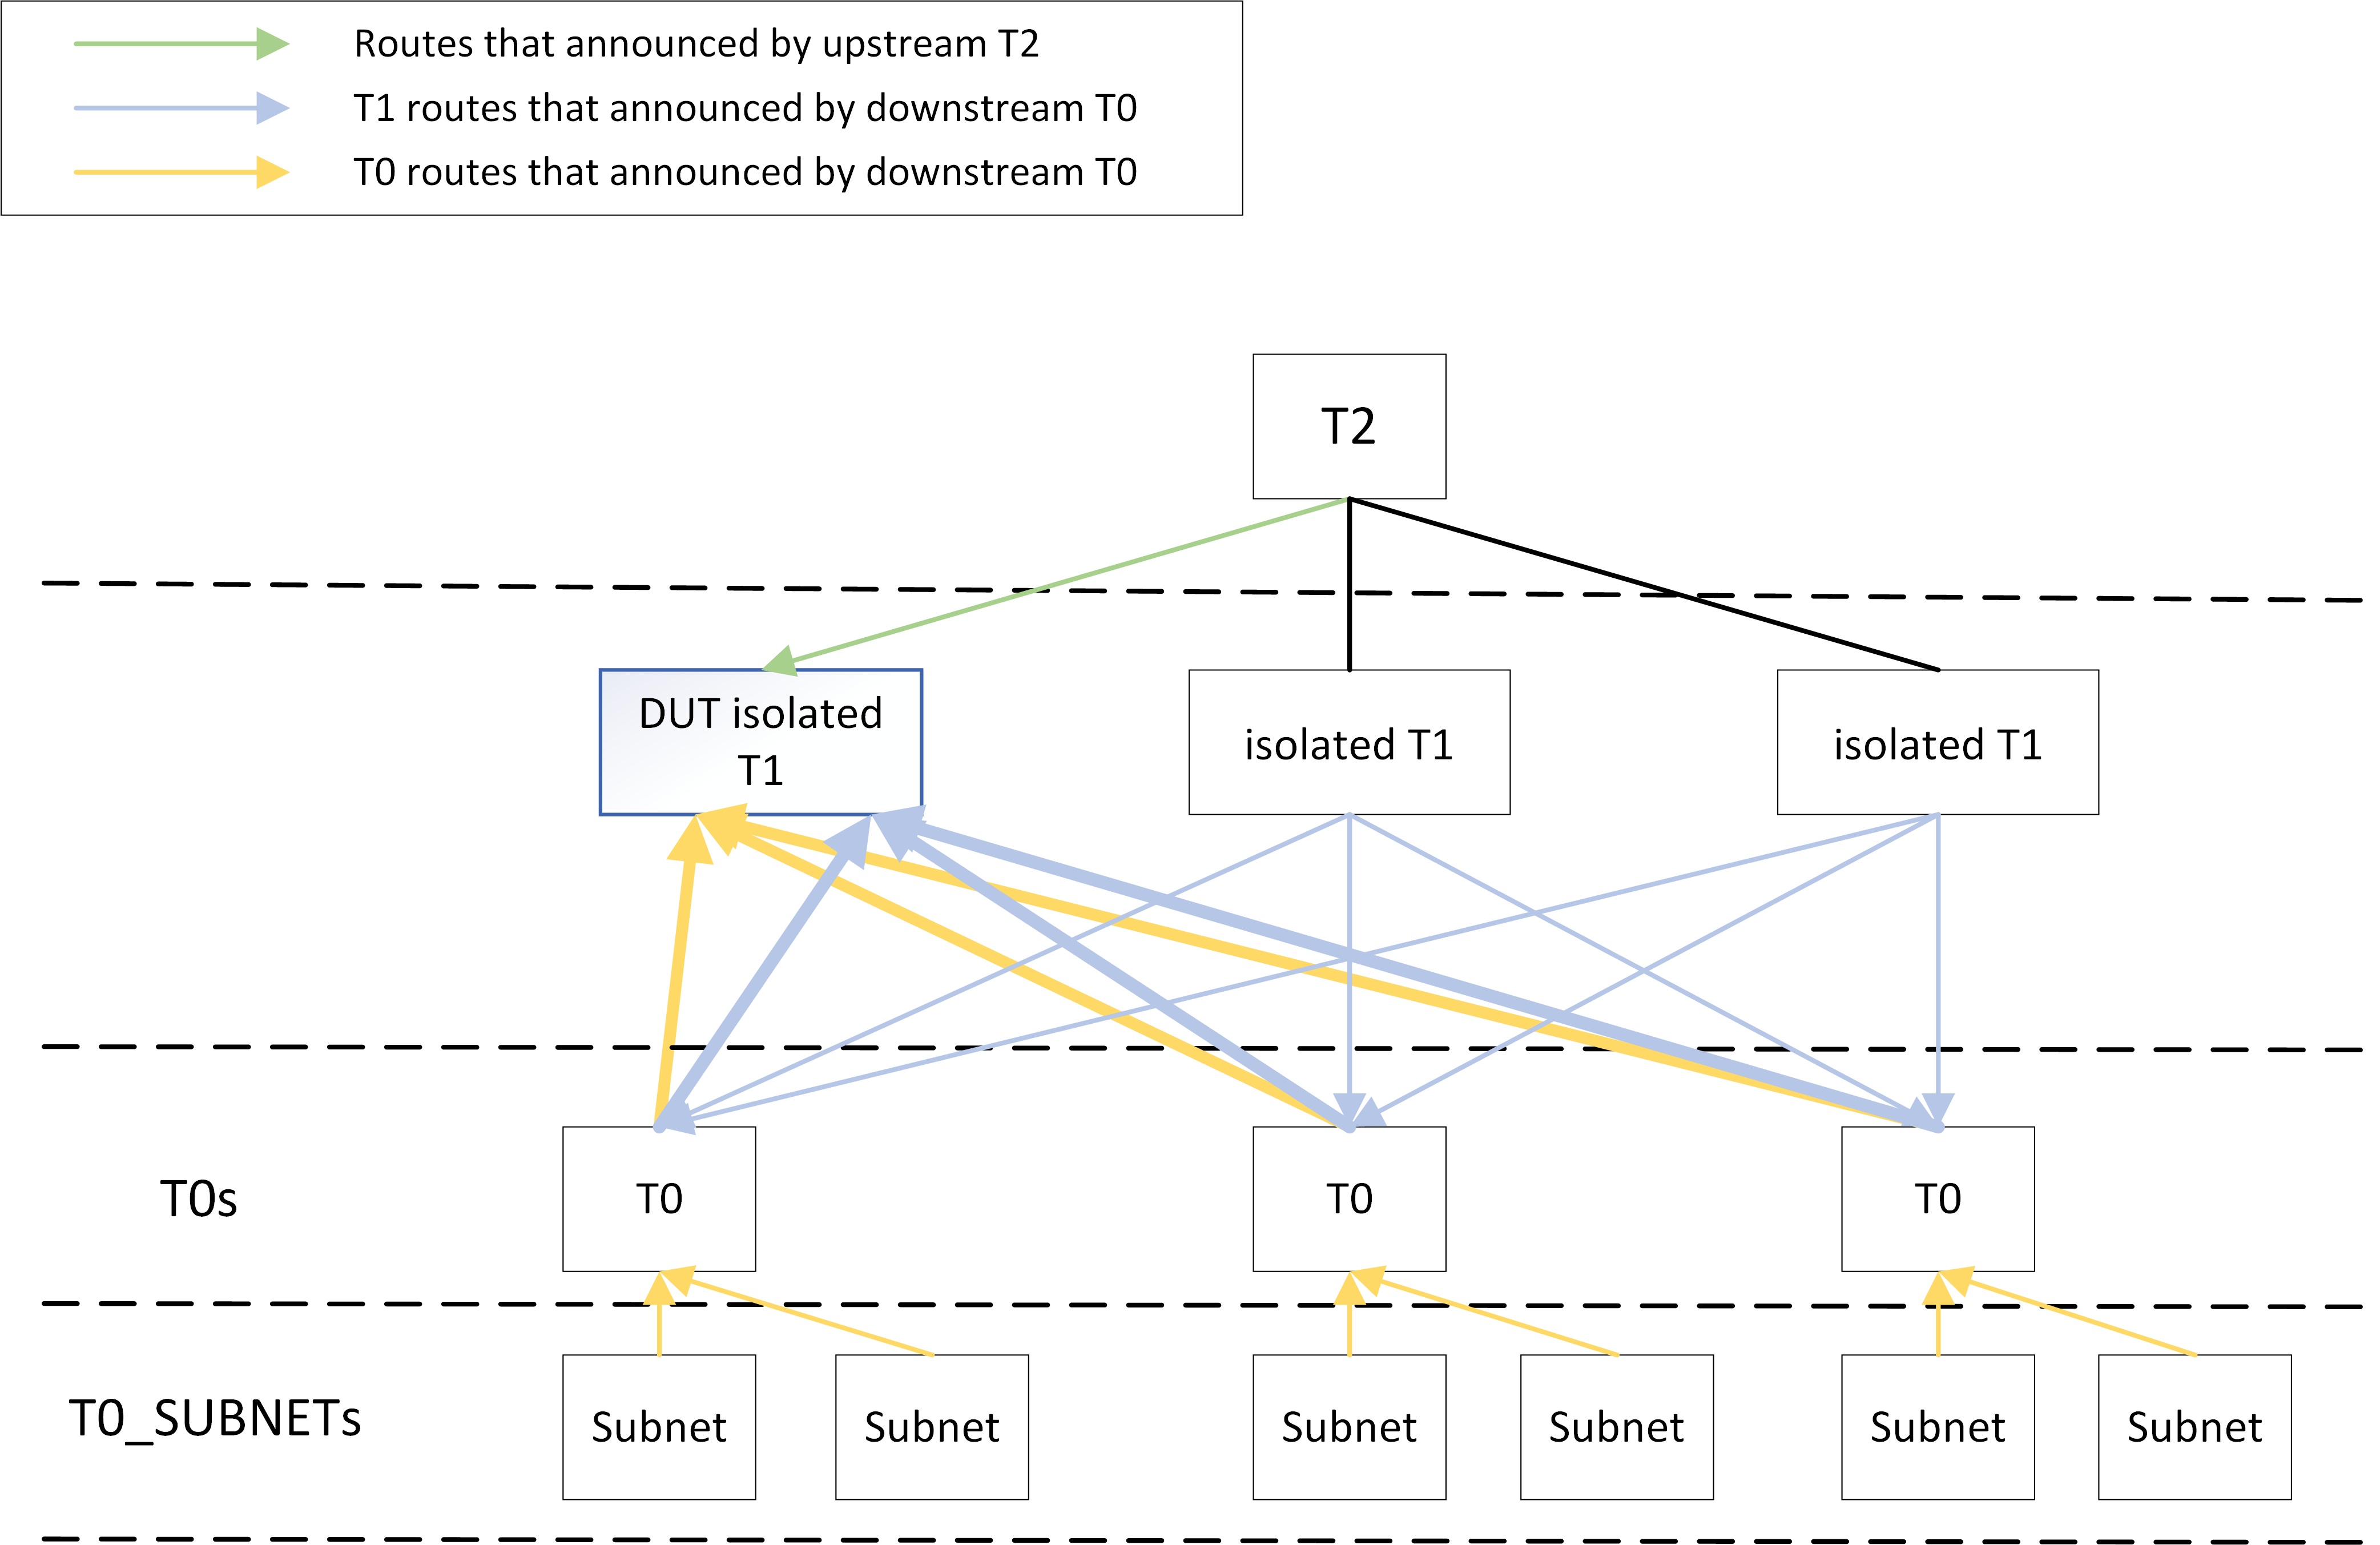 Routes that announced by upstream T2
T1 routes that announced by downstream T0
T0 routes that announced by downstream T0
T2
DUT isolated
T1
isolated T1
isolated T1
T0s
T0
T0
T0
T0_SUBNETs
Subnet
Subnet
Subnet
Subnet
Subnet
Subnet